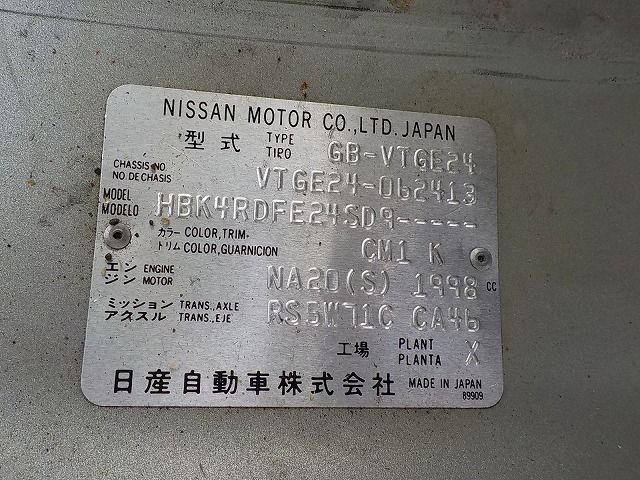 NISSAN MOTOR CO.,LTD. JAPAN
型式 TYPE TIPO GB-VTGE24
CHASSIS NO NO.DE CHASIS VTGE24-062413
MODEL MODELO HBK4RDFE24SD9-----
カラー トリム COLOR,TRIM, COLOR,GUARNICION CM1 K
エンジン ENGINE MOTOR NA20(S) 1998 CC
ミッション アクスル TRANS.,AXLE TRANS.,EJE RS5W71C CA46
工場 PLANT PLANTA X
日産自動車株式会社 MADE IN JAPAN
89909